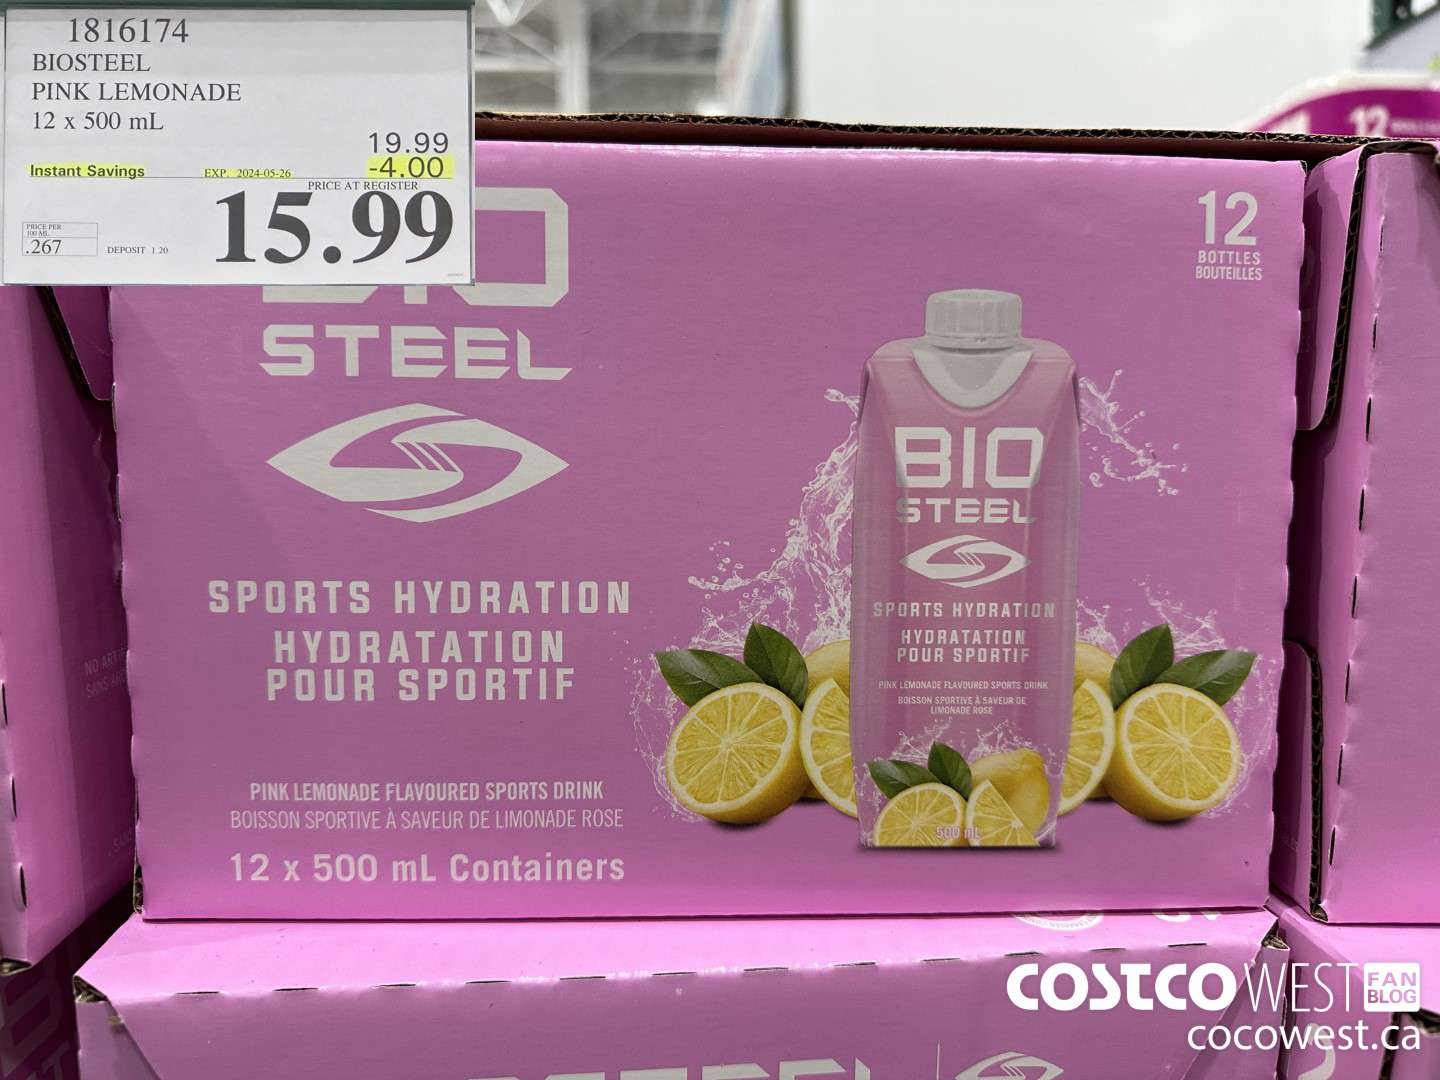 1816174
BIOSTEEL
PINK LEMONADE
12 x 500 mL
19.99
Instant Savings EXP. 2024-05-26 -4.00
PRICE AT REGISTER
15.99
PRICE PER
100 ML
.267
DEPOSIT 1.20
BIO
STEEL
SPORTS HYDRATION
HYDRATATION
POUR SPORTIF
PINK LEMONADE FLAVOURED SPORTS DRINK
BOISSON SPORTIVE À SAVEUR DE LIMONADE ROSE
12 x 500 mL Containers
12
BOTTLES
BOUTEILLES
BIO
STEEL
SPORTS HYDRATION
HYDRATATION
POUR SPORTIF
PINK LEMONADE FLAVOURED SPORTS DRINK
BOISSON SPORTIVE À SAVEUR DE
LIMONADE ROSE
500 mL
12
COSTCO WEST FAN
BLOG
cocowest.ca